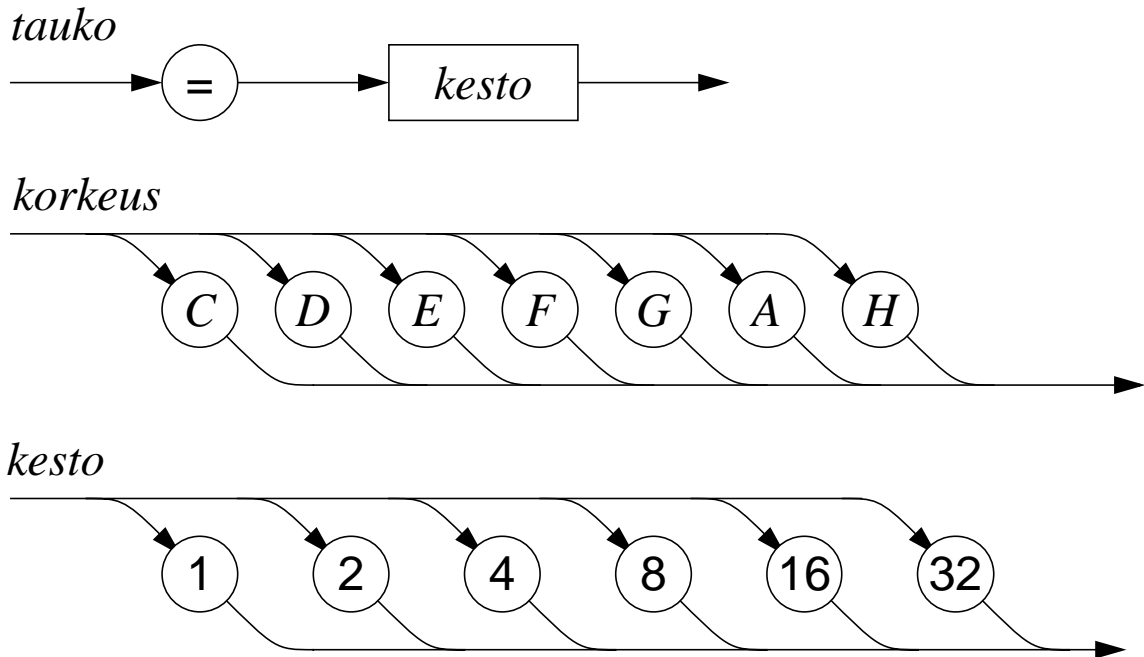 tauko
= kesto
korkeus
C D E F G A H
kesto
1 2 4 8 16 32